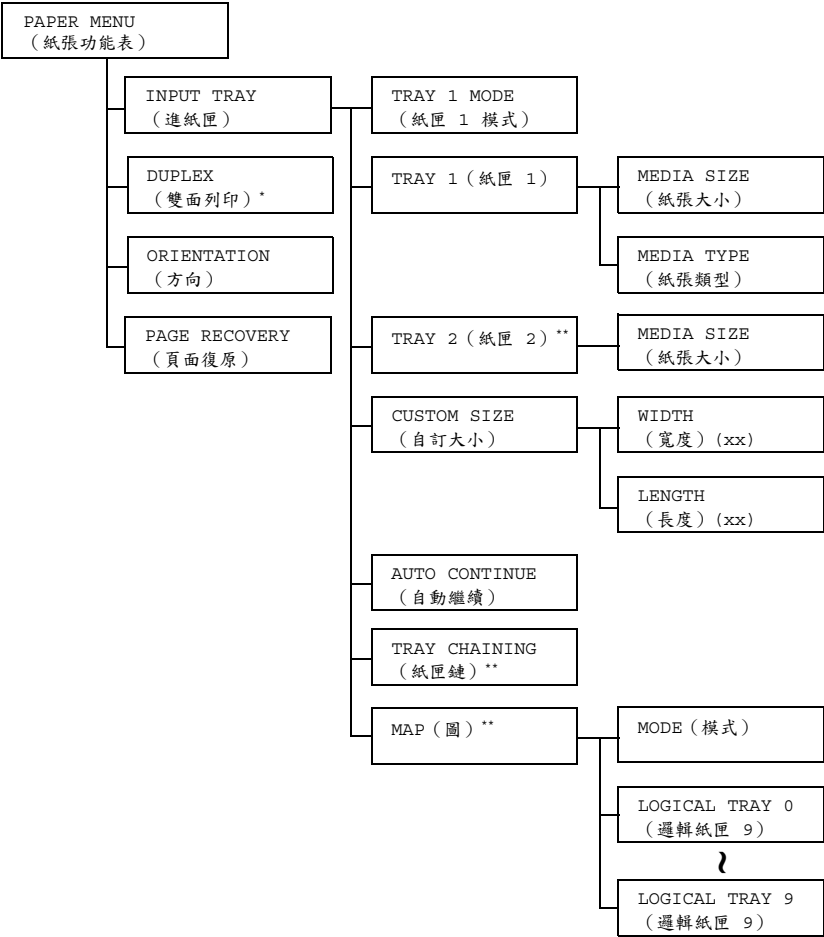 PAPER MENU
（紙張功能表）
INPUT TRAY
（進紙匣）
DUPLEX
（雙面列印）*
ORIENTATION
（方向）
PAGE RECOVERY
（頁面復原）
TRAY 1 MODE
（紙匣 1 模式）
TRAY 1（紙匣 1）
MEDIA SIZE
（紙張大小）
MEDIA TYPE
（紙張類型）
TRAY 2（紙匣 2）**
MEDIA SIZE
（紙張大小）
CUSTOM SIZE
（自訂大小）
WIDTH
（寬度）(xx)
LENGTH
（長度）(xx)
AUTO CONTINUE
（自動繼續）
TRAY CHAINING
（紙匣鏈）**
MAP（圖）**
MODE（模式）
LOGICAL TRAY 0
（邏輯紙匣 9）
~
LOGICAL TRAY 9
（邏輯紙匣 9）